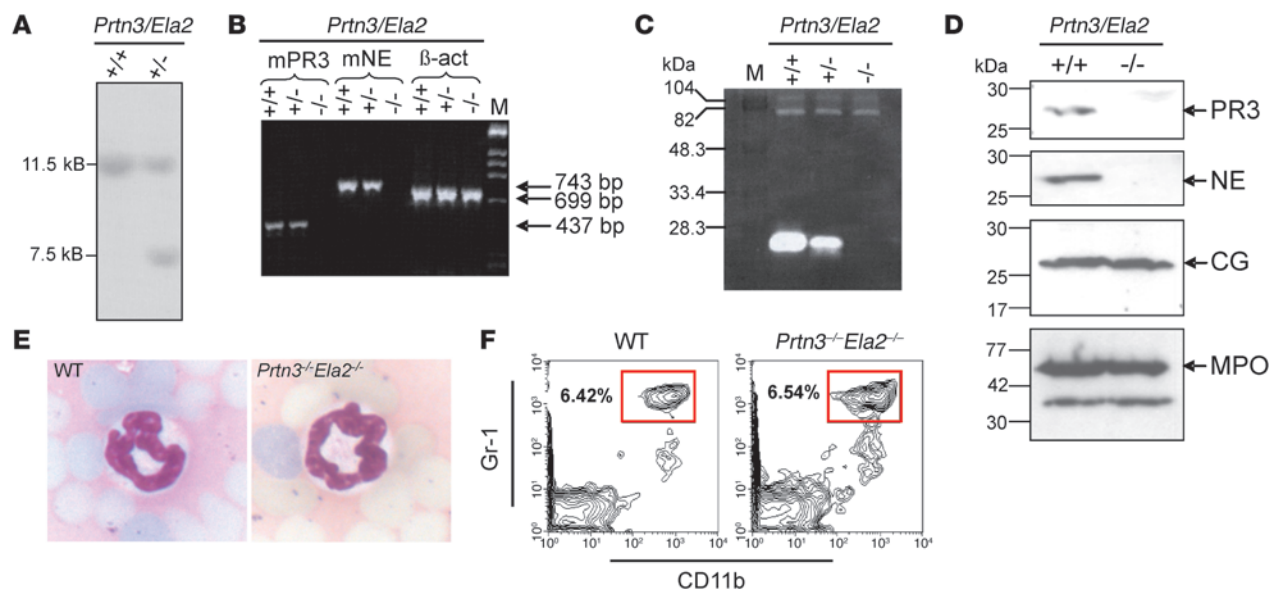 A
Prtn3/Ela2
+/+
+/-
11.5 kB
7.5 kB
B
Prtn3/Ela2
mPR3
mNE
ß-act
+/+
+/-
-/-
+/+
+/-
-/-
+/+
+/-
-/-
M
743 bp
699 bp
437 bp
C
Prtn3/Ela2
kDa
M
+/+
+/-
-/-
104
82
48.3
33.4
28.3
D
Prtn3/Ela2
kDa
+/+
-/-
30
25
PR3
30
25
NE
30
25
17
CG
77
42
30
MPO
E
WT
Prtn3-/-Ela2-/-
F
WT
Prtn3–/–Ela2–/–
6.42%
6.54%
Gr-1
10⁴
10³
10²
10¹
10⁰
10⁰
10¹
10²
10³
10⁴
10⁴
10³
10²
10¹
10⁰
10⁰
10¹
10²
10³
10⁴
CD11b